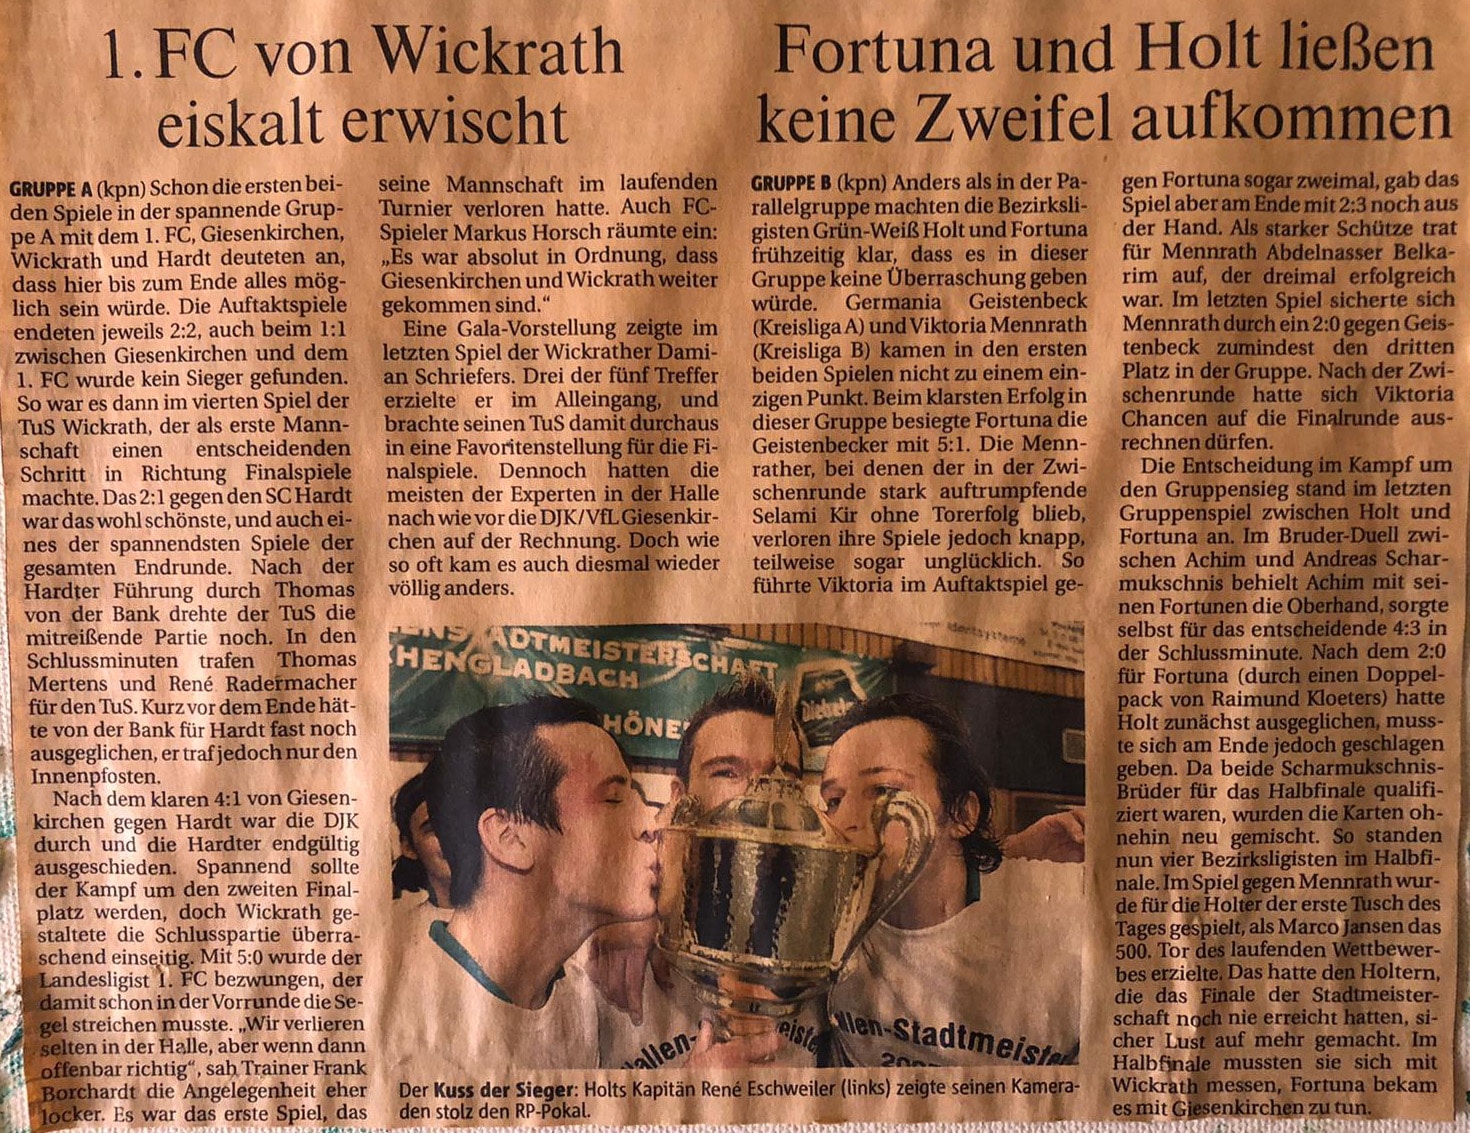 1. FC von Wickrath
eiskalt erwischt
GRUPPE A (kpn) Schon die ersten bei-
den Spiele in der spannende Grup-
pe A mit dem 1. FC, Giesenkirchen,
Wickrath und Hardt deuteten an,
dass hier bis zum Ende alles mög-
lich sein würde. Die Auftaktspiele
endeten jeweils 2:2, auch beim 1:1
zwischen Giesenkirchen und dem
1. FC wurde kein Sieger gefunden.
So war es dann im vierten Spiel der
TuS Wickrath, der als erste Mann-
schaft einen entscheidenden
Schritt in Richtung Finalspiele
machte. Das 2:1 gegen den SC Hardt
war das wohl schönste, und auch ei-
nes der spannendsten Spiele der
gesamten Endrunde. Nach der
Hardter Führung durch Thomas
von der Bank drehte der TuS die
mitreißende Partie noch. In den
Schlussminuten trafen Thomas
Mertens und René Radermacher
für den TuS. Kurz vor dem Ende hät-
te von der Bank für Hardt fast noch
ausgeglichen, er traf jedoch nur den
Innenpfosten.
Nach dem klaren 4:1 von Giesen-
kirchen gegen Hardt war die DJK
durch und die Hardter endgültig
ausgeschieden. Spannend sollte
der Kampf um den zweiten Final-
platz werden, doch Wickrath ge-
staltete die Schlusspartie überra-
schend einseitig. Mit 5:0 wurde der
Landesligist 1. FC bezwungen, der
damit schon in der Vorrunde die Se-
gel streichen musste. „Wir verlieren
selten in der Halle, aber wenn dann
offenbar richtig“, sah Trainer Frank
Borchardt die Angelegenheit eher
locker. Es war das erste Spiel, das
seine Mannschaft im laufenden
Turnier verloren hatte. Auch FC-
Spieler Markus Horsch räumte ein:
„Es war absolut in Ordnung, dass
Giesenkirchen und Wickrath weiter
gekommen sind.“
Eine Gala-Vorstellung zeigte im
letzten Spiel der Wickrather Dami-
an Schriefers. Drei der fünf Treffer
erzielte er im Alleingang, und
brachte seinen TuS damit durchaus
in eine Favoritenstellung für die Fi-
nalspiele. Dennoch hatten die
meisten der Experten in der Halle
nach wie vor die DJK/VfL Giesenkir-
chen auf der Rechnung. Doch wie
so oft kam es auch diesmal wieder
völlig anders.
Fortuna und Holt ließen
keine Zweifel aufkommen
GRUPPE B (kpn) Anders als in der Pa-
rallelgruppe machten die Bezirksli-
gisten Grün-Weiß Holt und Fortuna
frühzeitig klar, dass es in dieser
Gruppe keine Überraschung geben
würde. Germania Geistenbeck
(Kreisliga A) und Viktoria Mennrath
(Kreisliga B) kamen in den ersten
beiden Spielen nicht zu einem ein-
zigen Punkt. Beim klarsten Erfolg in
dieser Gruppe besiegte Fortuna die
Geistenbecker mit 5:1. Die Menn-
rather, bei denen der in der Zwi-
schenrunde stark auftrumpfende
Selami Kir ohne Torerfolg blieb,
verloren ihre Spiele jedoch knapp,
teilweise sogar unglücklich. So
führte Viktoria im Auftaktspiel ge-
gen Fortuna sogar zweimal, gab das
Spiel aber am Ende mit 2:3 noch aus
der Hand. Als starker Schütze trat
für Mennrath Abdelnasser Belka-
rim auf, der dreimal erfolgreich
war. Im letzten Spiel sicherte sich
Mennrath durch ein 2:0 gegen Geis-
tenbeck zumindest den dritten
Platz in der Gruppe. Nach der Zwi-
schenrunde hatte sich Viktoria
Chancen auf die Finalrunde aus-
rechnen dürfen.
Die Entscheidung im Kampf um
den Gruppensieg stand im letzten
Gruppenspiel zwischen Holt und
Fortuna an. Im Bruder-Duell zwi-
schen Achim und Andreas Schar-
mukschnis behielt Achim mit sei-
nen Fortunen die Oberhand, sorgte
selbst für das entscheidende 4:3 in
der Schlussminute. Nach dem 2:0
für Fortuna (durch einen Doppel-
pack von Raimund Kloeters) hatte
Holt zunächst ausgeglichen, muss-
te sich am Ende jedoch geschlagen
geben. Da beide Scharmukschnis-
Brüder für das Halbfinale qualifi-
ziert waren, wurden die Karten oh-
nehin neu gemischt. So standen
nun vier Bezirksligisten im Halbfi-
nale. Im Spiel gegen Mennrath wur-
de für die Holter der erste Tusch des
Tages gespielt, als Marco Jansen das
500. Tor des laufenden Wettbewer-
bes erzielte. Das hatte den Holtern,
die das Finale der Stadtmeister-
schaft noch nie erreicht hatten, si-
cher Lust auf mehr gemacht. Im
Halbfinale mussten sie sich mit
Wickrath messen, Fortuna bekam
es mit Giesenkirchen zu tun.
ENSTADTMEISTERSCHAFT
CHENGLADBACH
HÖNE
Diebels
Hallen-
eiste
llen-Stadtmeister
200
Der Kuss der Sieger: Holts Kapitän René Eschweiler (links) zeigte seinen Kamera-
den stolz den RP-Pokal.